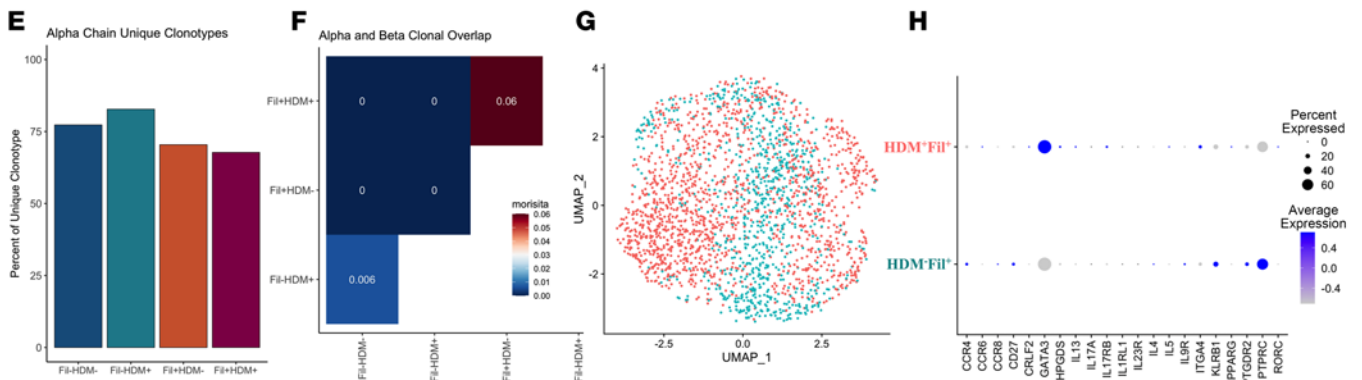 E
Alpha Chain Unique Clonotypes
Percent of Unique Clonotype
100
75
50
25
0
Fil-HDM-
Fil-HDM+
Fil+HDM-
Fil+HDM+
F
Alpha and Beta Clonal Overlap
Fil+HDM+
Fil+HDM-
Fil-HDM+
0
0
0.06
0
0
0.006
morisita
0.06
0.05
0.04
0.03
0.02
0.01
0.00
Fil-HDM-
Fil-HDM+
Fil+HDM-
Fil+HDM+
G
UMAP_2
4
2
0
-2
-2.5
0.0
2.5
UMAP_1
H
HDM⁺Fil⁺
HDM⁻Fil⁺
Percent
Expressed
0
20
40
60
Average
Expression
0.4
0.0
-0.4
CCR4
CCR6
CCR8
CD27
CRLF2
GATA3
HPGDS
IL13
IL17A
IL17RB
IL1RL1
IL23R
IL4
IL5
IL9R
ITGA4
KLRB1
PPARG
PTGDR2
PTPRC
RORC